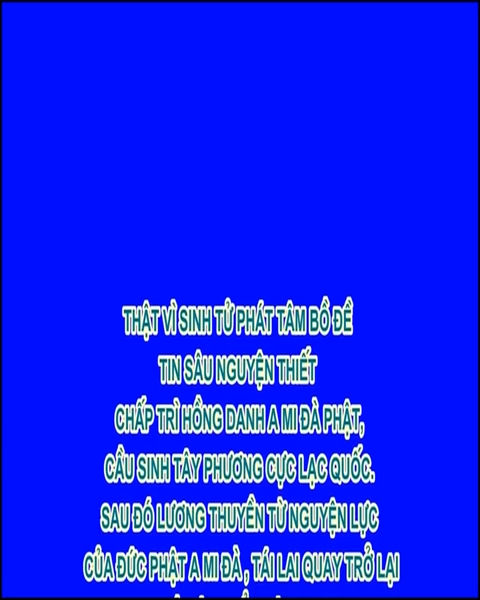 THẬT VÌ SINH TỬ PHÁT TÂM BỒ ĐỀ
TIN SÂU NGUYỆN THIẾT
CHẤP TRÌ HỒNG DANH A MI ĐÀ PHẬT,
CẦU SINH TÂY PHƯƠNG CỰC LẠC QUỐC.
SAU ĐÓ LƯƠNG THUYỀN TỪ NGUYỆN LỰC
CỦA ĐỨC PHẬT A MI ĐÀ , TÁI LAI QUAY TRỞ LẠI